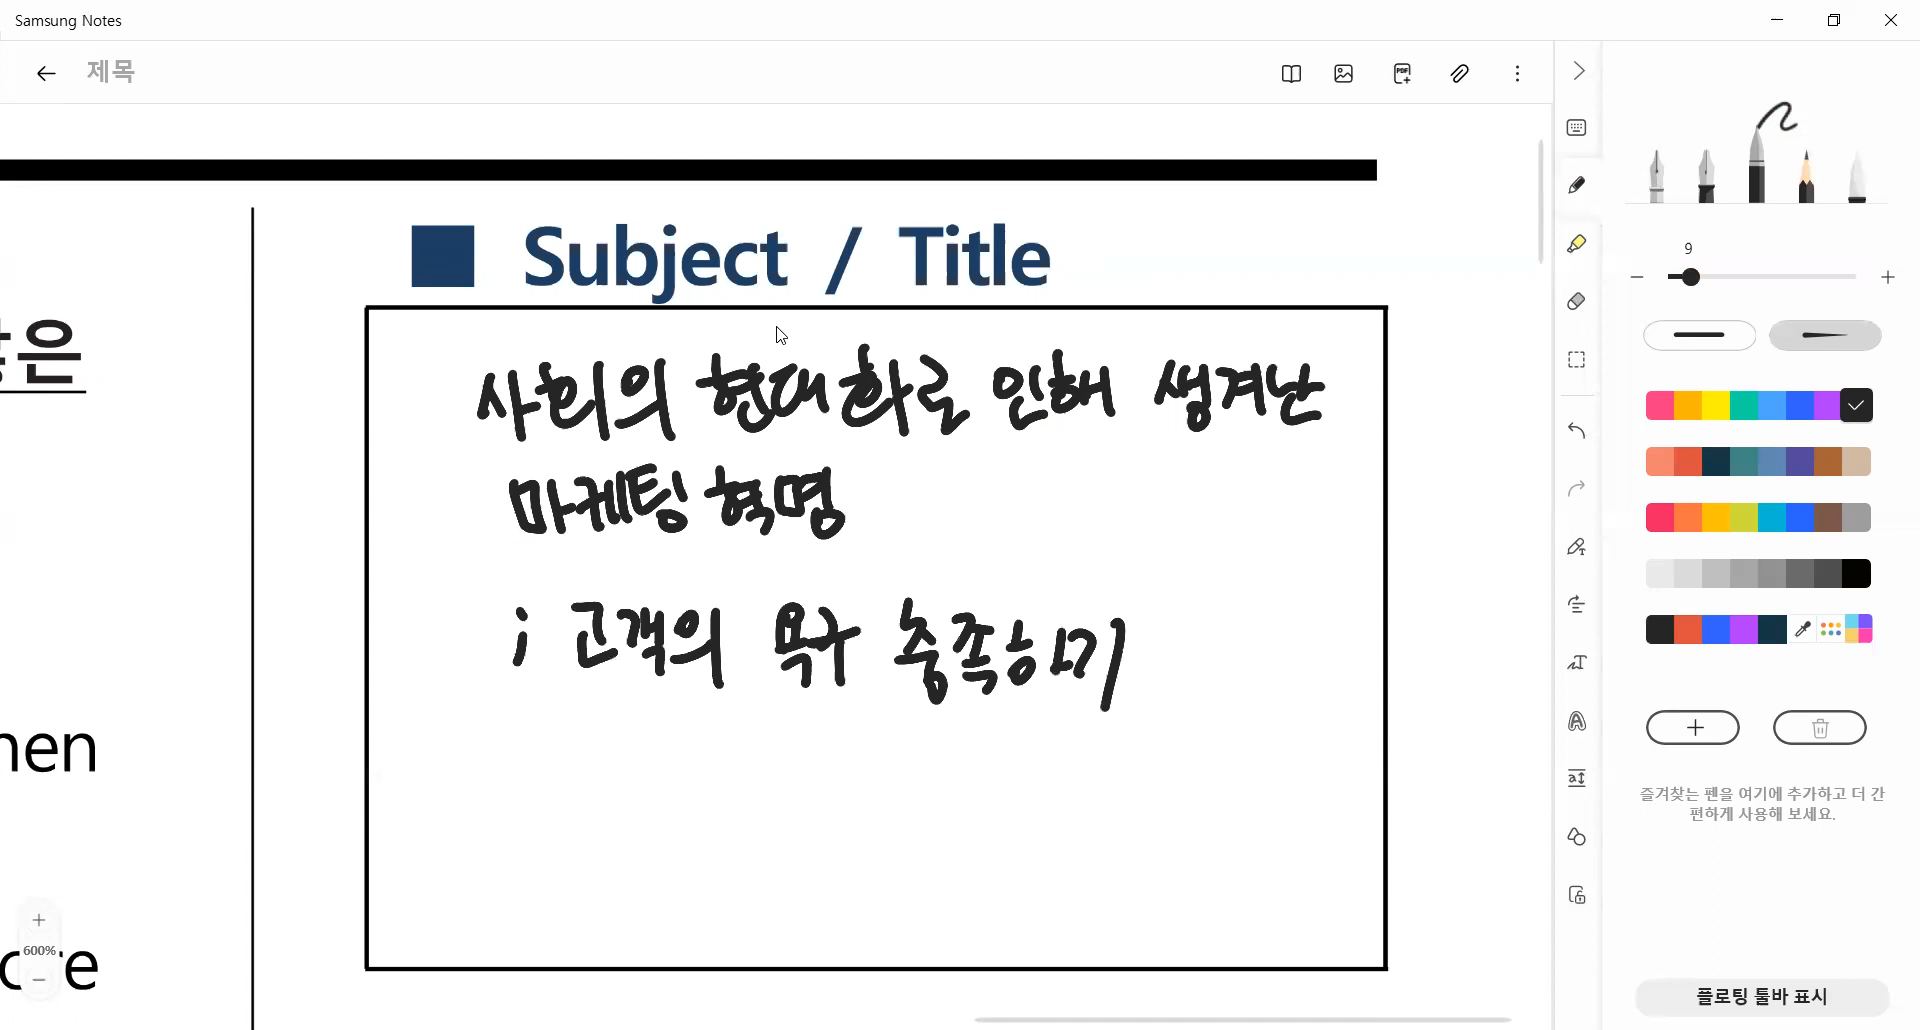 Samsung Notes
제목
은
Subject / Title
사회의 현대화로 인해 생겨난
마케팅 혁명
; 고객의 욕구 충족하기
9
600%
즐겨찾는 펜을 여기에 추가하고 더 간
편하게 사용해 보세요.
플로팅 툴바 표시